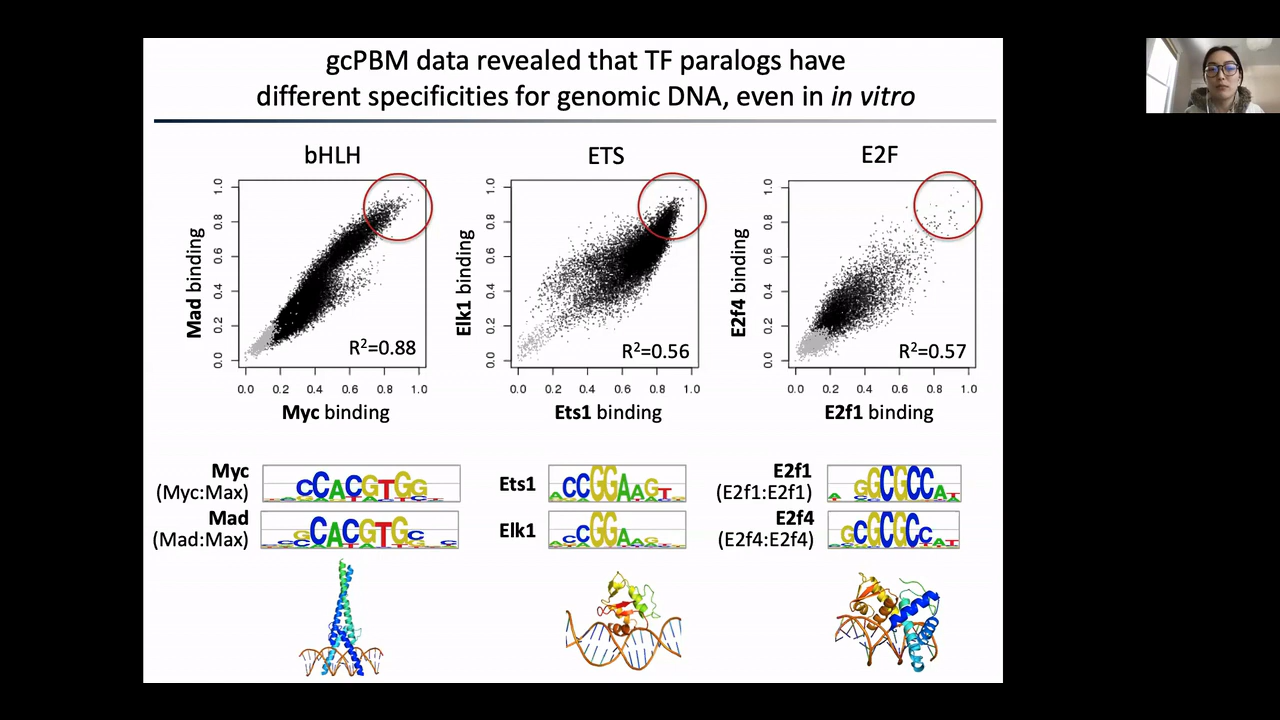 gcPBM data revealed that TF paralogs have
different specificities for genomic DNA, even in in vitro
bHLH
ETS
E2F
Mad binding
0.0 0.2 0.4 0.6 0.8 1.0
R²=0.88
0.0 0.2 0.4 0.6 0.8 1.0
Myc binding
Elk1 binding
0.0 0.2 0.4 0.6 0.8 1.0
R²=0.56
0.0 0.2 0.4 0.6 0.8 1.0
Ets1 binding
E2f4 binding
0.0 0.2 0.4 0.6 0.8 1.0
R²=0.57
0.0 0.2 0.4 0.6 0.8 1.0
E2f1 binding
Myc
(Myc:Max)
CCACGTGG
Mad
(Mad:Max)
GCACGTGC
Ets1
ACCGGAAGT
Elk1
CCGGAA
E2f1
(E2f1:E2f1)
GGCGCCA
E2f4
(E2f4:E2f4)
GCGCGCC